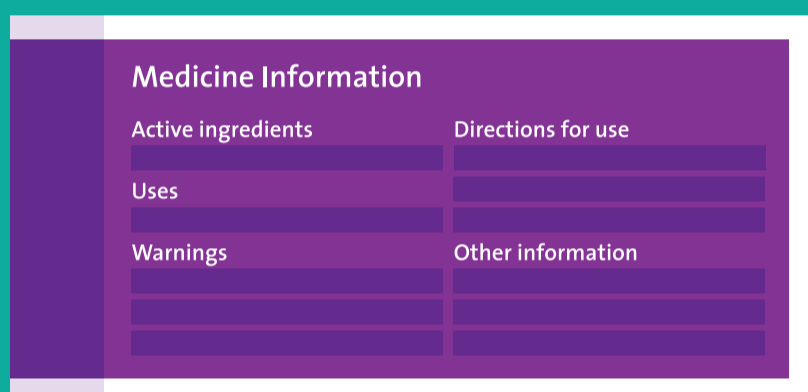 Medicine Information
Active ingredients
Uses
Warnings
Directions for use
Other information